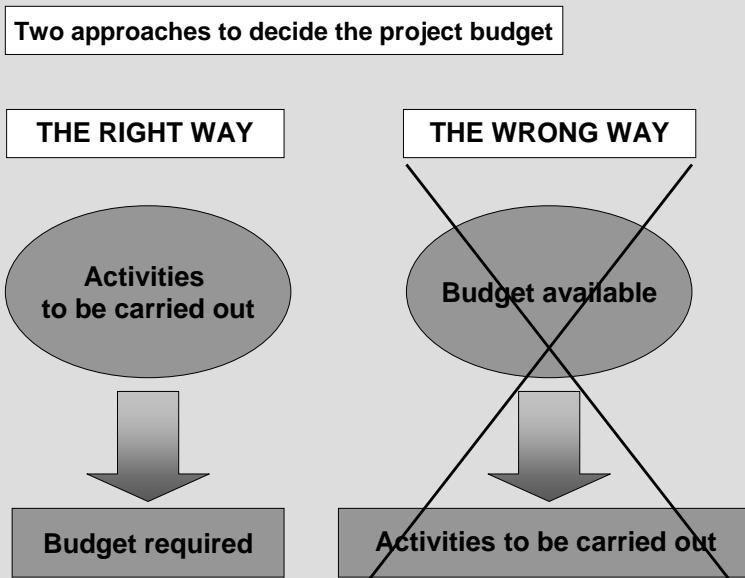 Two approaches to decide the project budget
THE RIGHT WAY
THE WRONG WAY
Activities
to be carried out
Budget available
Budget required
Activities to be carried out